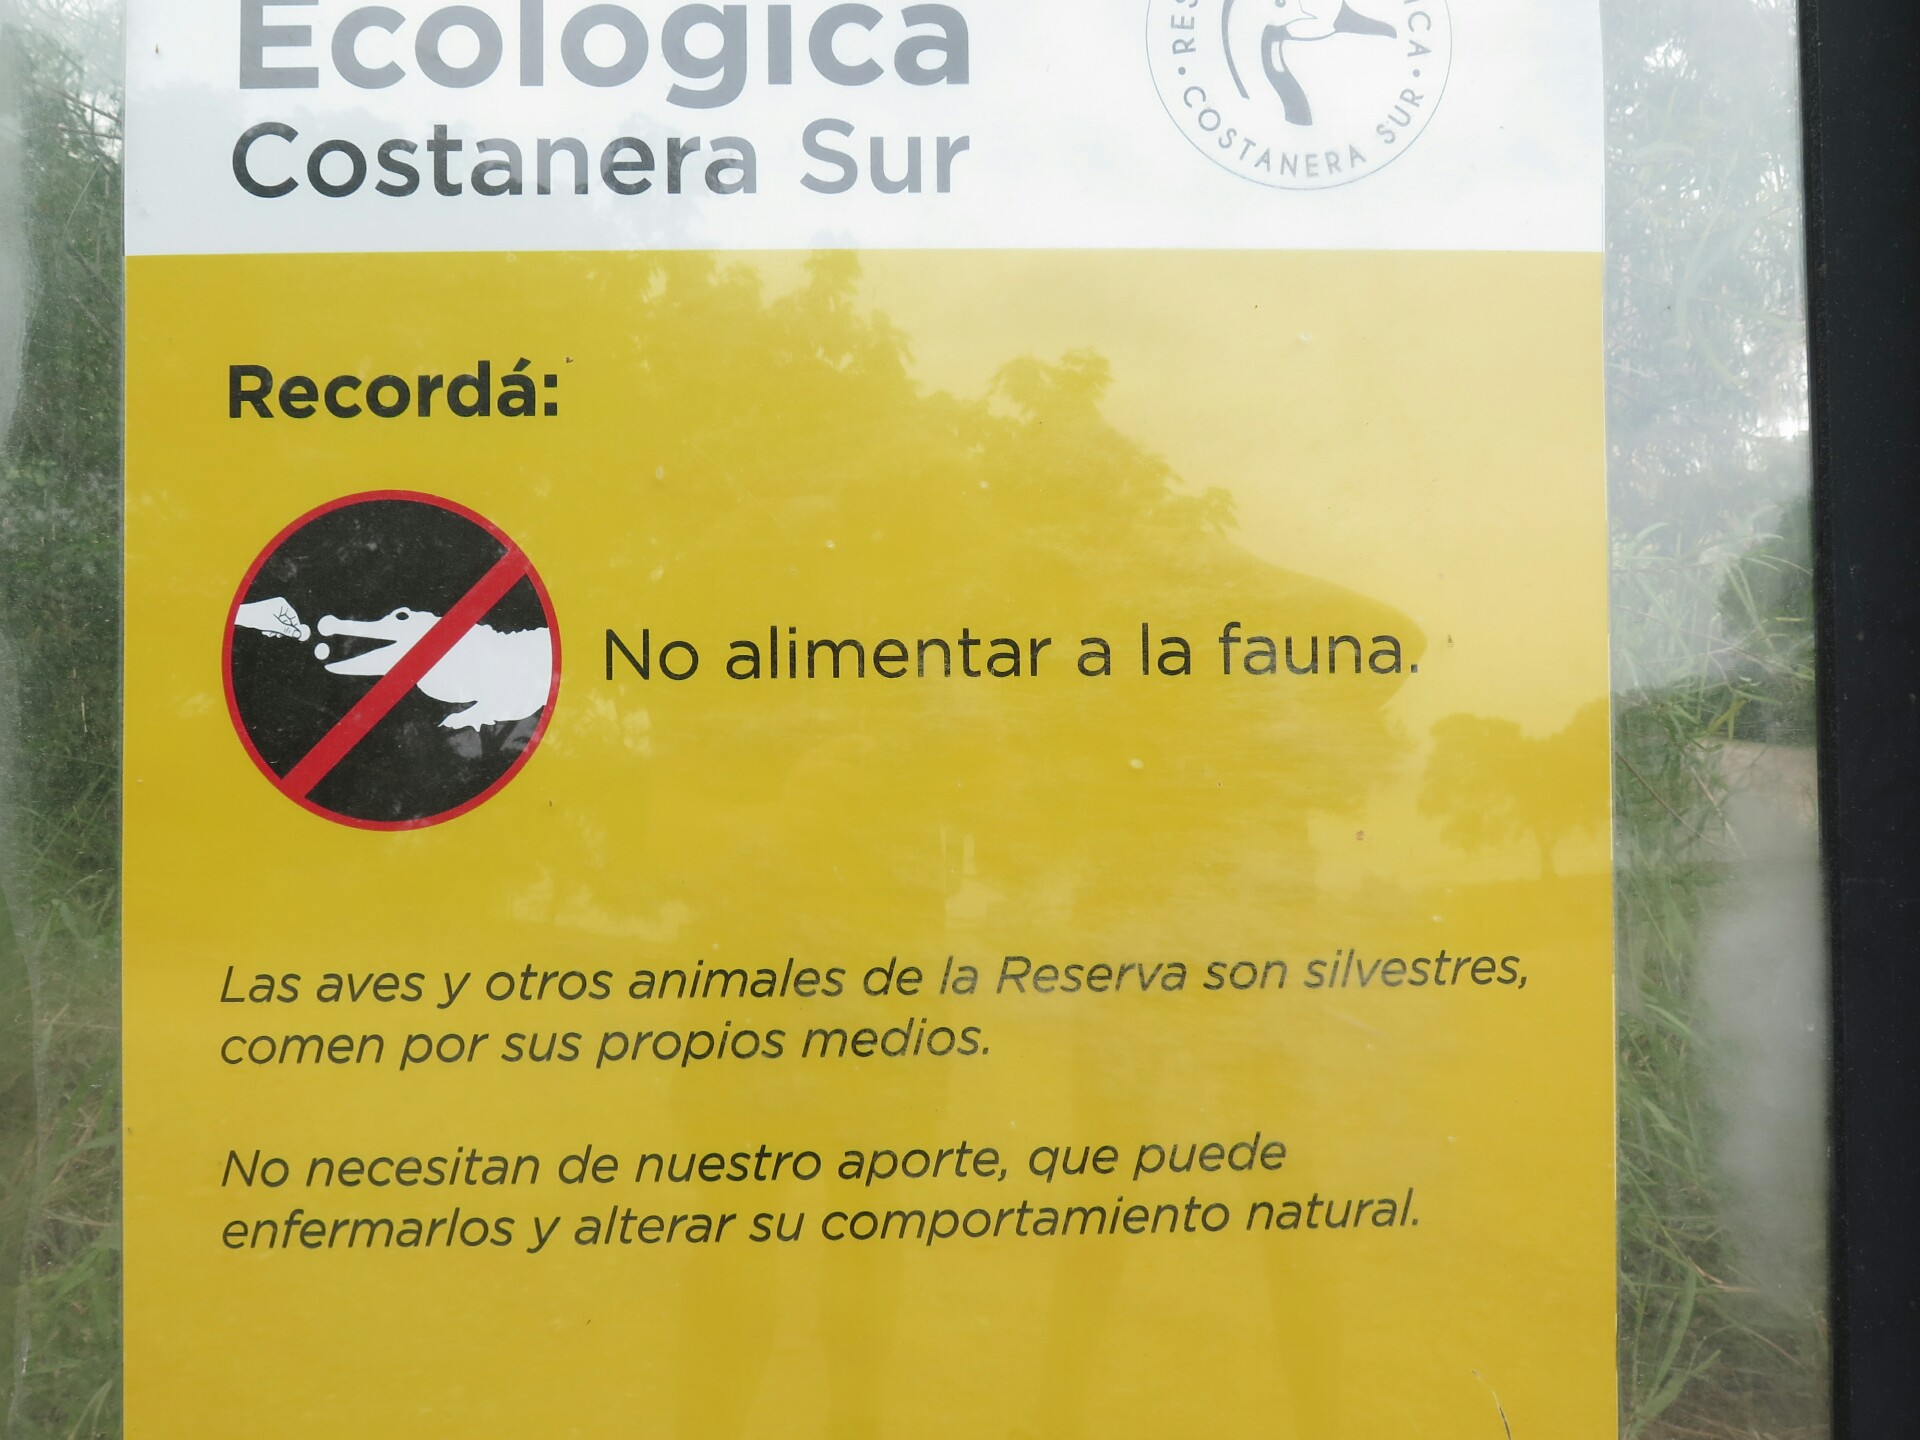 Ecológica
Costanera Sur
COSTANERA SUR
Recordá:
No alimentar a la fauna.
Las aves y otros animales de la Reserva son silvestres,
comen por sus propios medios.
No necesitan de nuestro aporte, que puede
enfermarlos y alterar su comportamiento natural.